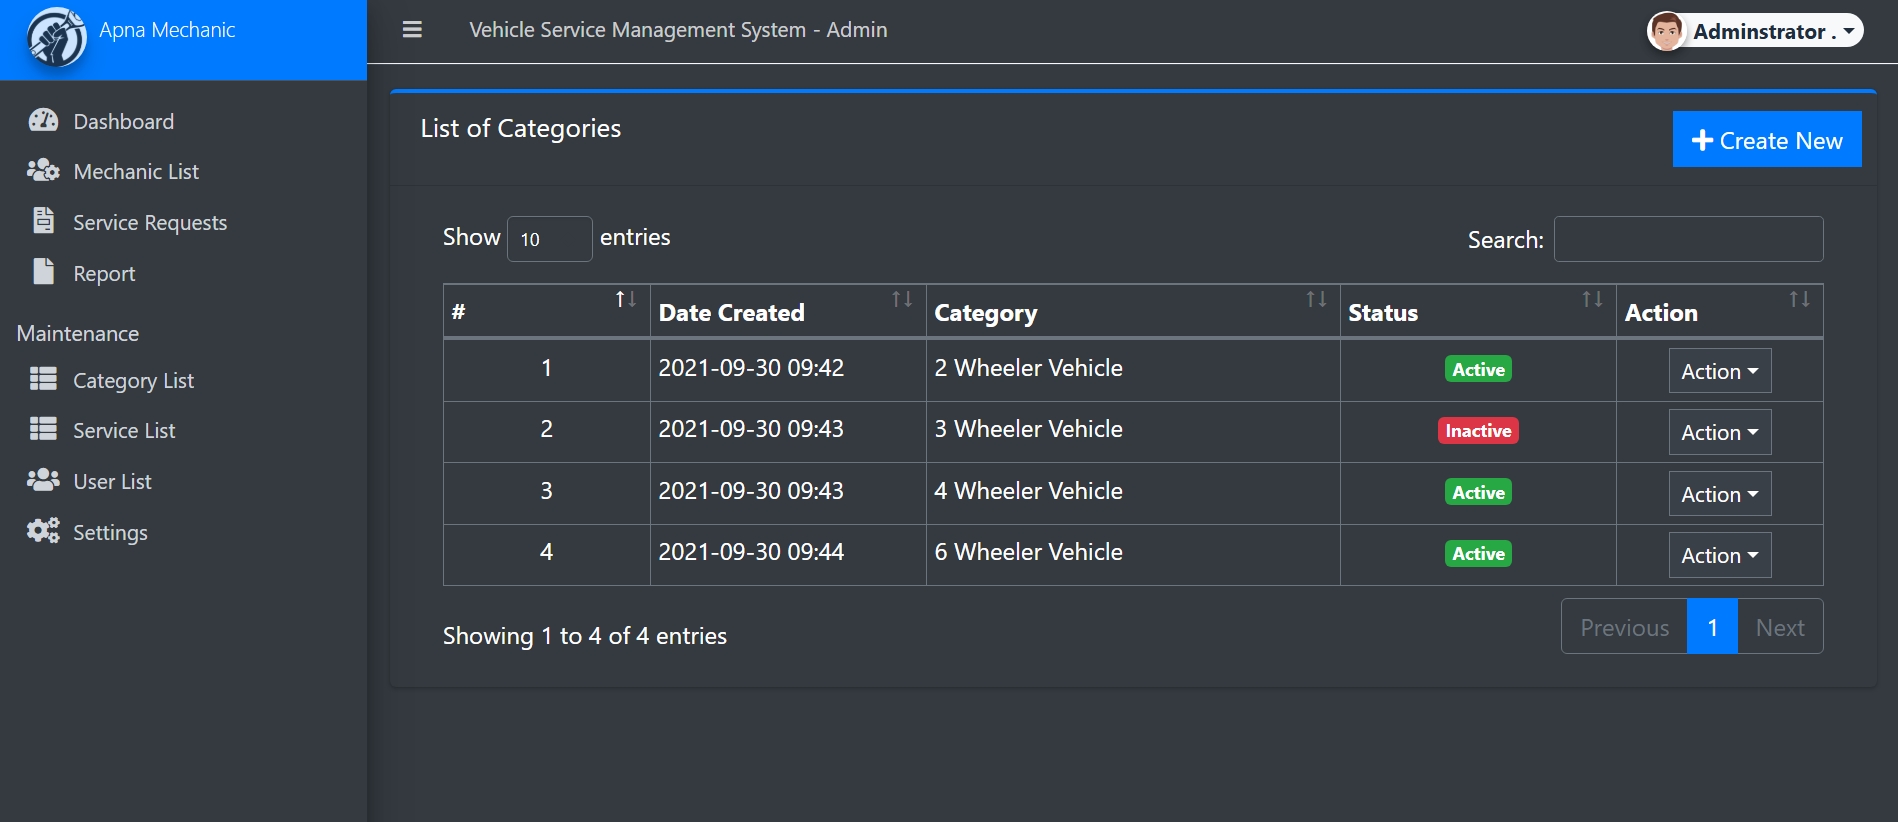 Apna Mechanic
Vehicle Service Management System - Admin
Adminstrator .
Dashboard
Mechanic List
Service Requests
Report
Maintenance
Category List
Service List
User List
Settings
List of Categories
Create New
Show 10 entries
Search:
# Date Created Category Status Action
1 2021-09-30 09:42 2 Wheeler Vehicle Active Action
2 2021-09-30 09:43 3 Wheeler Vehicle Inactive Action
3 2021-09-30 09:43 4 Wheeler Vehicle Active Action
4 2021-09-30 09:44 6 Wheeler Vehicle Active Action
Showing 1 to 4 of 4 entries
Previous 1 Next